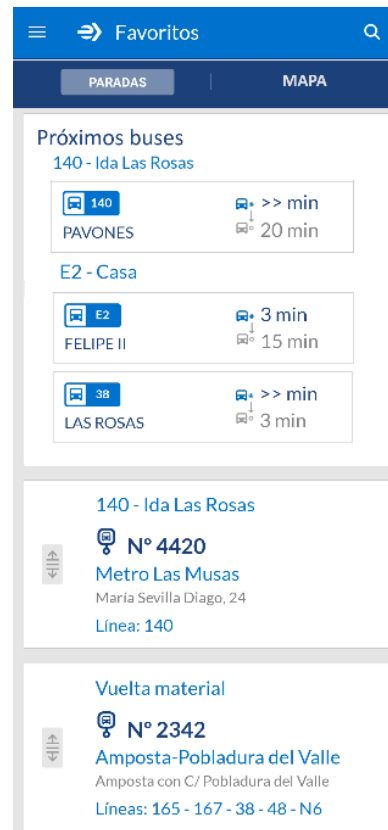 Favoritos
PARADAS | MAPA
Próximos buses
140 - Ida Las Rosas
140 >> min
PAVONES 20 min
E2 - Casa
E2 3 min
FELIPE II 15 min
38 >> min
LAS ROSAS 3 min
140 - Ida Las Rosas
Nº 4420
Metro Las Musas
María Sevilla Diago, 24
Línea: 140
Vuelta material
Nº 2342
Amposta-Pobladura del Valle
Amposta con C/ Pobladura del Valle
Líneas: 165 - 167 - 38 - 48 - N6